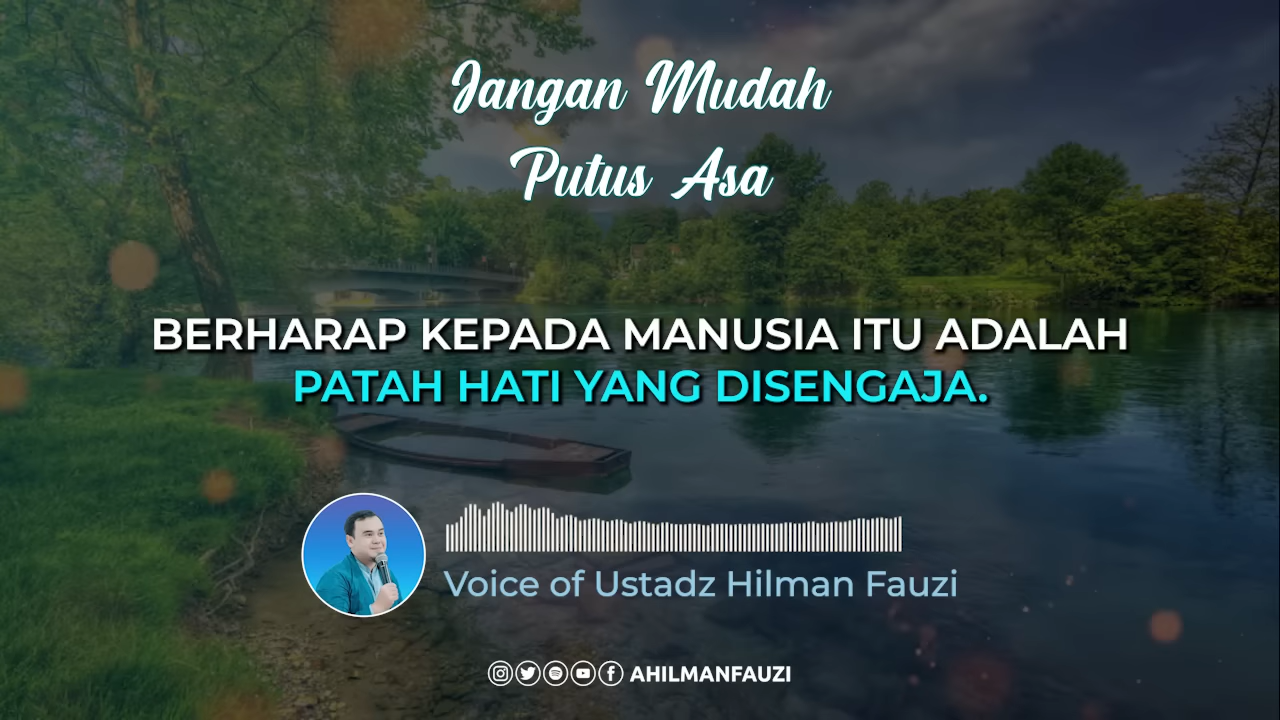 Jangan Mudah
Putus Asa
BERHARAP KEPADA MANUSIA ITU ADALAH
PATAH HATI YANG DISENGAJA.
Voice of Ustadz Hilman Fauzi
AHILMANFAUZI